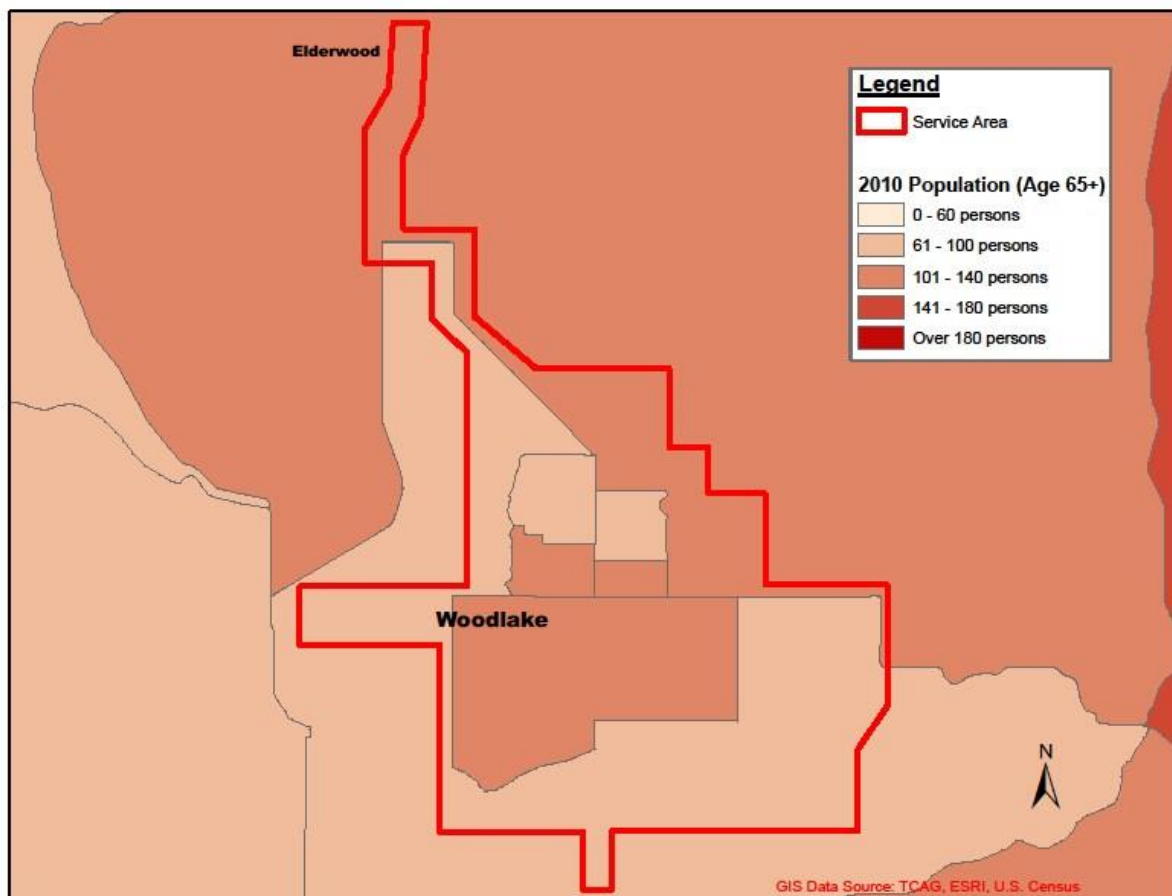 Elderwood
Legend
Service Area
2010 Population (Age 65+)
0 - 60 persons
61 - 100 persons
101 - 140 persons
141 - 180 persons
Over 180 persons
Woodlake
N
GIS Data Source: TCAG, ESRI, U.S. Census